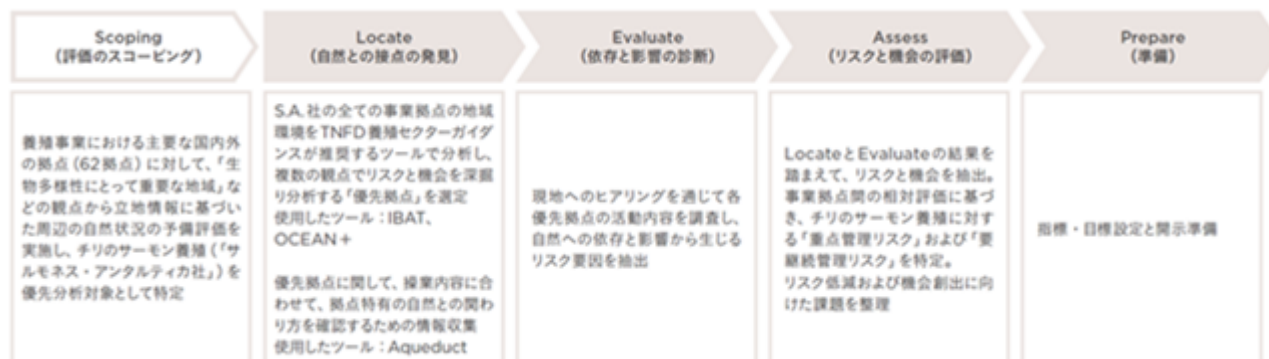 Scoping
(評価のスコーピング)
Locate
(自然との接点の発見)
Evaluate
(依存と影響の診断)
Assess
(リスクと機会の評価)
Prepare
(準備)
養殖事業における主要な国内外
の拠点(62拠点)に対して、「生
物多様性にとって重要な地域」な
どの観点から立地情報に基づい
た周辺の自然状況の予備評価を
実施し、チリのサーモン養殖(「サ
ルモネス・アンタルティカ社」)を
優先分析対象として特定
S.A.社の全ての事業拠点の地域
環境をTNFD養殖セクターガイダ
ンスが推奨するツールで分析し、
複数の観点でリスクと機会を深掘
り分析する「優先拠点」を選定
使用したツール:IBAT、
OCEAN+
優先拠点に関して、操業内容に合
わせて、拠点特有の自然との関わ
り方を確認するための情報収集
使用したツール:Aqueduct
現地へのヒアリングを通じて各
優先拠点の活動内容を調査し、
自然への依存と影響から生じる
リスク要因を抽出
LocateとEvaluateの結果を
踏まえて、リスクと機会を抽出。
事業拠点間の相対評価に基づ
き、チリのサーモン養殖に対す
る「重点管理リスク」および「要
継続管理リスク」を特定。
リスク低減および機会創出に向
けた課題を整理
指標・目標設定と開示準備